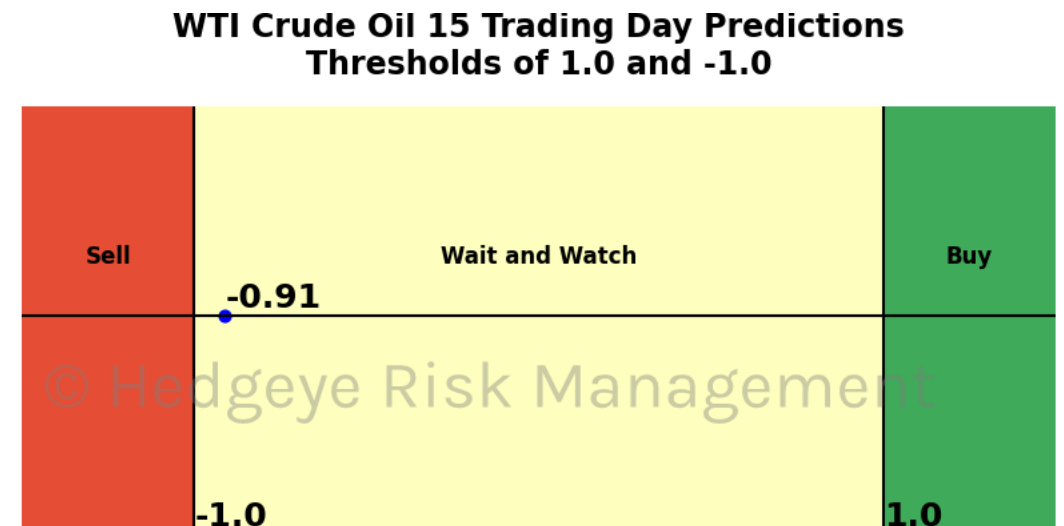 WTI Crude Oil 15 Trading Day Predictions
Thresholds of 1.0 and -1.0
Sell
Wait and Watch
Buy
-0.91
© Hedgeye Risk Management
-1.0
1.0